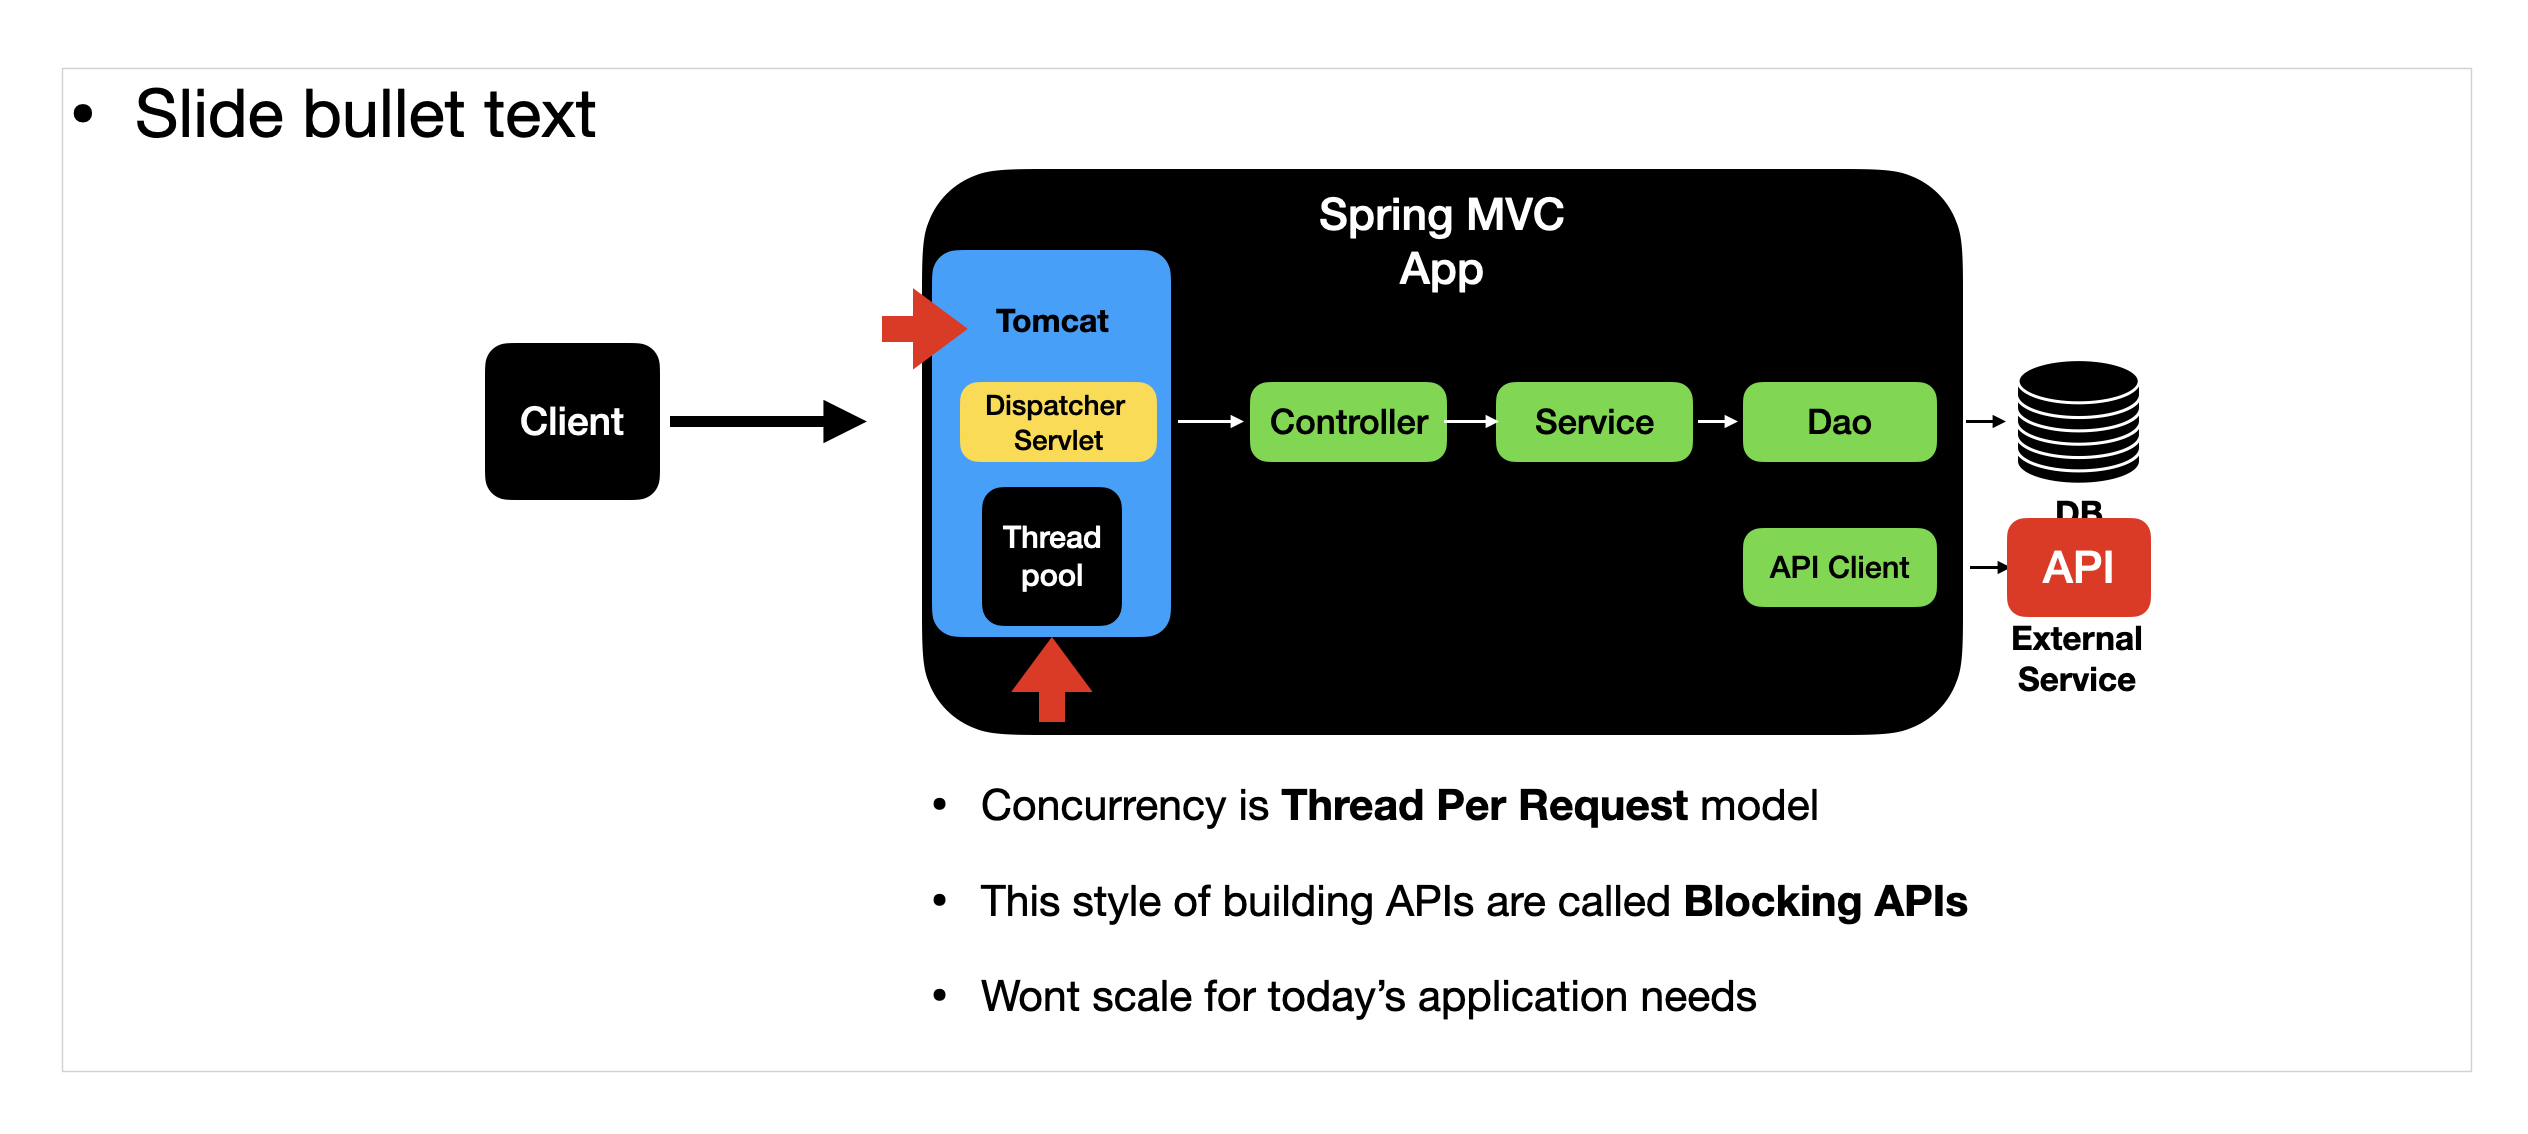 • Slide bullet text
Spring MVC
App
Tomcat
Client
Dispatcher
Servlet
Controller
Service
Dao
Thread
pool
DB
API Client
API
External
Service
• Concurrency is Thread Per Request model
• This style of building APIs are called Blocking APIs
• Wont scale for today’s application needs